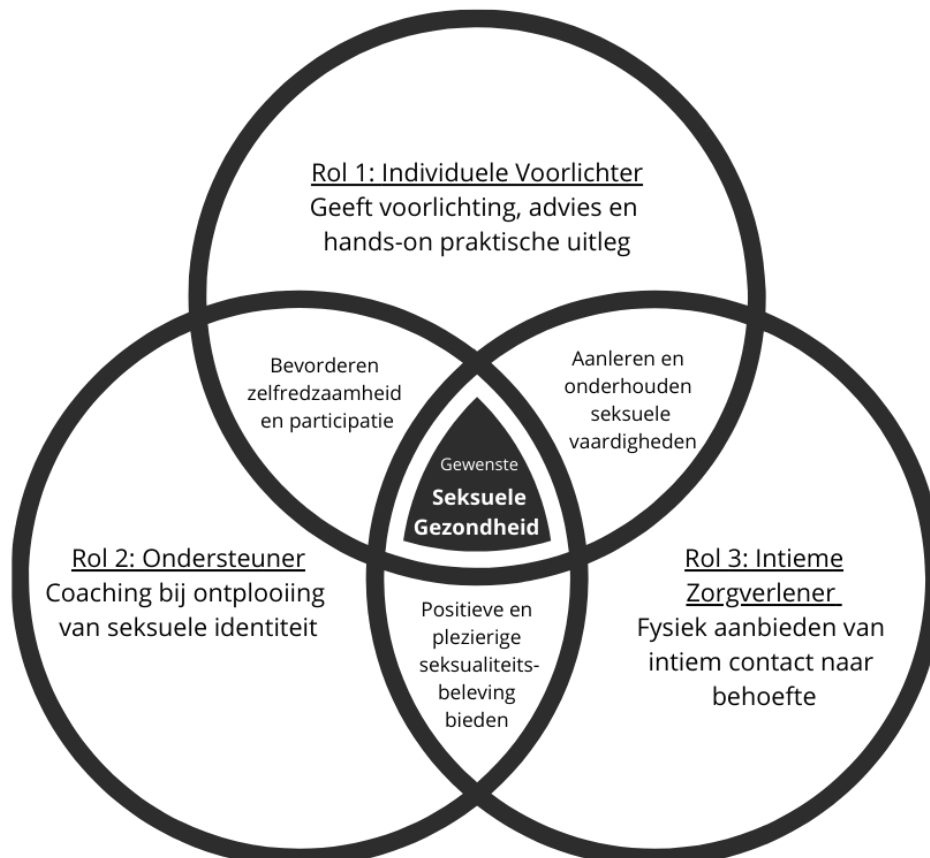 Rol 1: Individuele Voorlichter
Geeft voorlichting, advies en
hands-on praktische uitleg
Bevorderen
zelfredzaamheid
en participatie
Aanleren en
onderhouden
seksuele
vaardigheden
Gewenste
Seksuele
Gezondheid
Rol 2: Ondersteuner
Coaching bij ontplooiing
van seksuele identiteit
Positieve en
plezierige
seksualiteits-
beleving
bieden
Rol 3: Intieme
Zorgverlener
Fysiek aanbieden van
intiem contact naar
behoefte